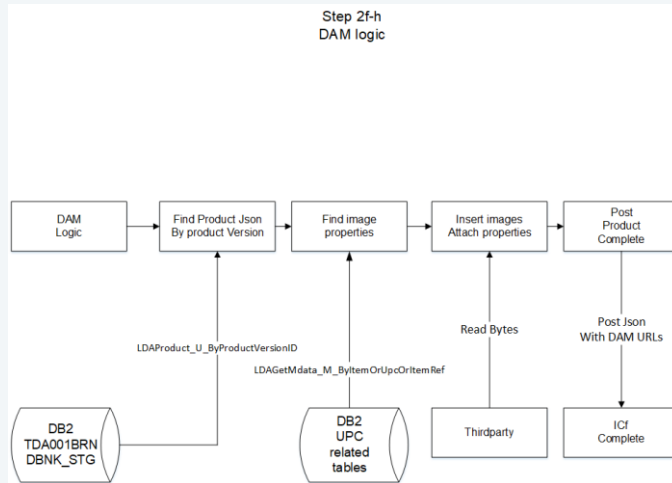 Step 2f-h
DAM logic
DAM
Logic
Find Product Json
By product Version
Find image
properties
Insert images
Attach properties
Post
Product
Complete
LDAProduct_U_ByProductVersionID
LDAGetMdata_M_ByItemOrUpcOrItemRef
Read Bytes
Post Json
With DAM URLs
DB2
TDA001BRN
DBNK_STG
DB2
UPC
related
tables
Thirdparty
ICf
Complete